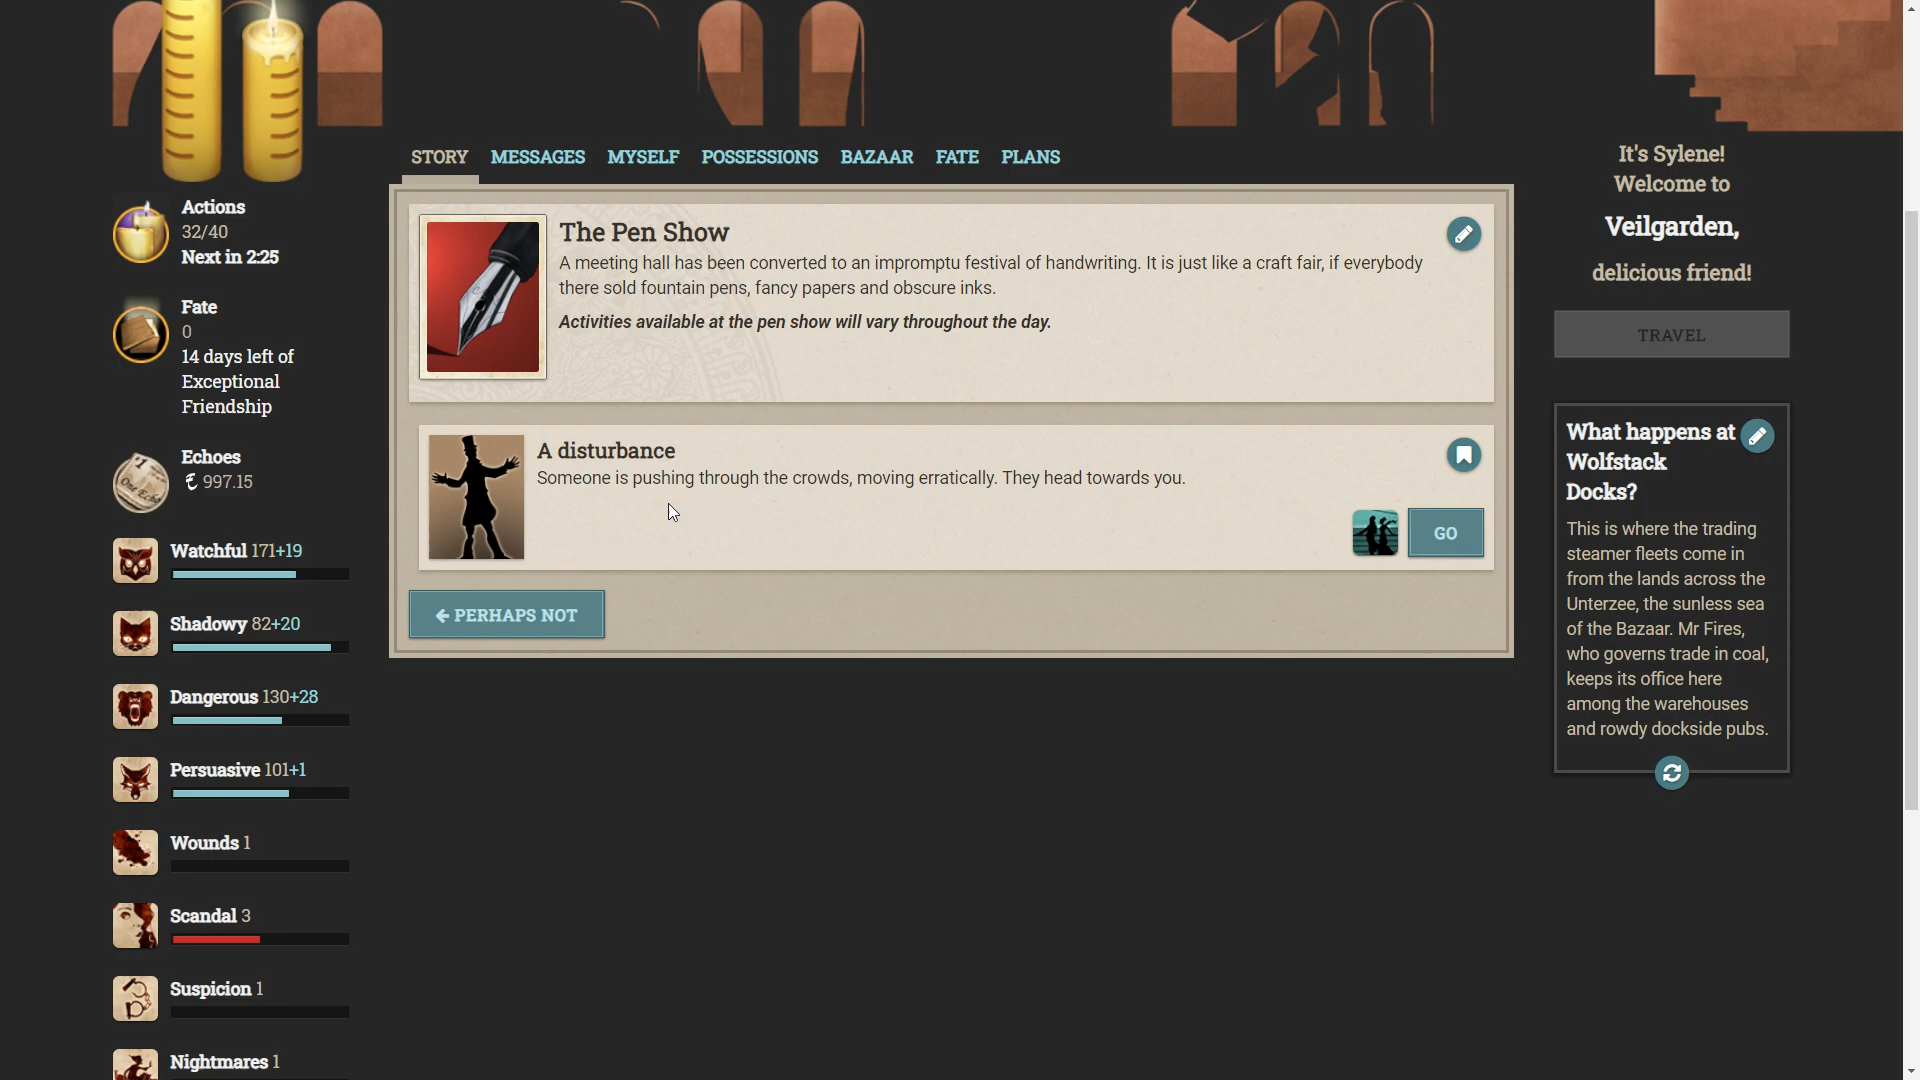 STORY MESSAGES MYSELF POSSESSIONS BAZAAR FATE PLANS
Actions
32/40
Next in 2:25
Fate
0
14 days left of
Exceptional
Friendship
Echoes
997.15
Watchful 171+19
Shadowy 82+20
Dangerous 130+28
Persuasive 101+1
Wounds 1
Scandal 3
Suspicion 1
Nightmares 1
The Pen Show
A meeting hall has been converted to an impromptu festival of handwriting. It is just like a craft fair, if everybody
there sold fountain pens, fancy papers and obscure inks.
Activities available at the pen show will vary throughout the day.
A disturbance
Someone is pushing through the crowds, moving erratically. They head towards you.
GO
PERHAPS NOT
It's Sylene!
Welcome to
Veilgarden,
delicious friend!
TRAVEL
What happens at
Wolfstack
Docks?
This is where the trading
steamer fleets come in
from the lands across the
Unterzee, the sunless sea
of the Bazaar. Mr Fires,
who governs trade in coal,
keeps its office here
among the warehouses
and rowdy dockside pubs.